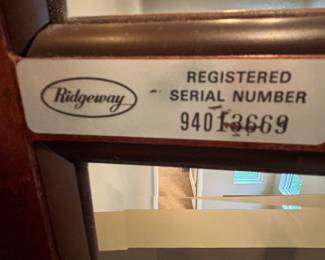 Ridgeway
REGISTERED
SERIAL NUMBER
94013669